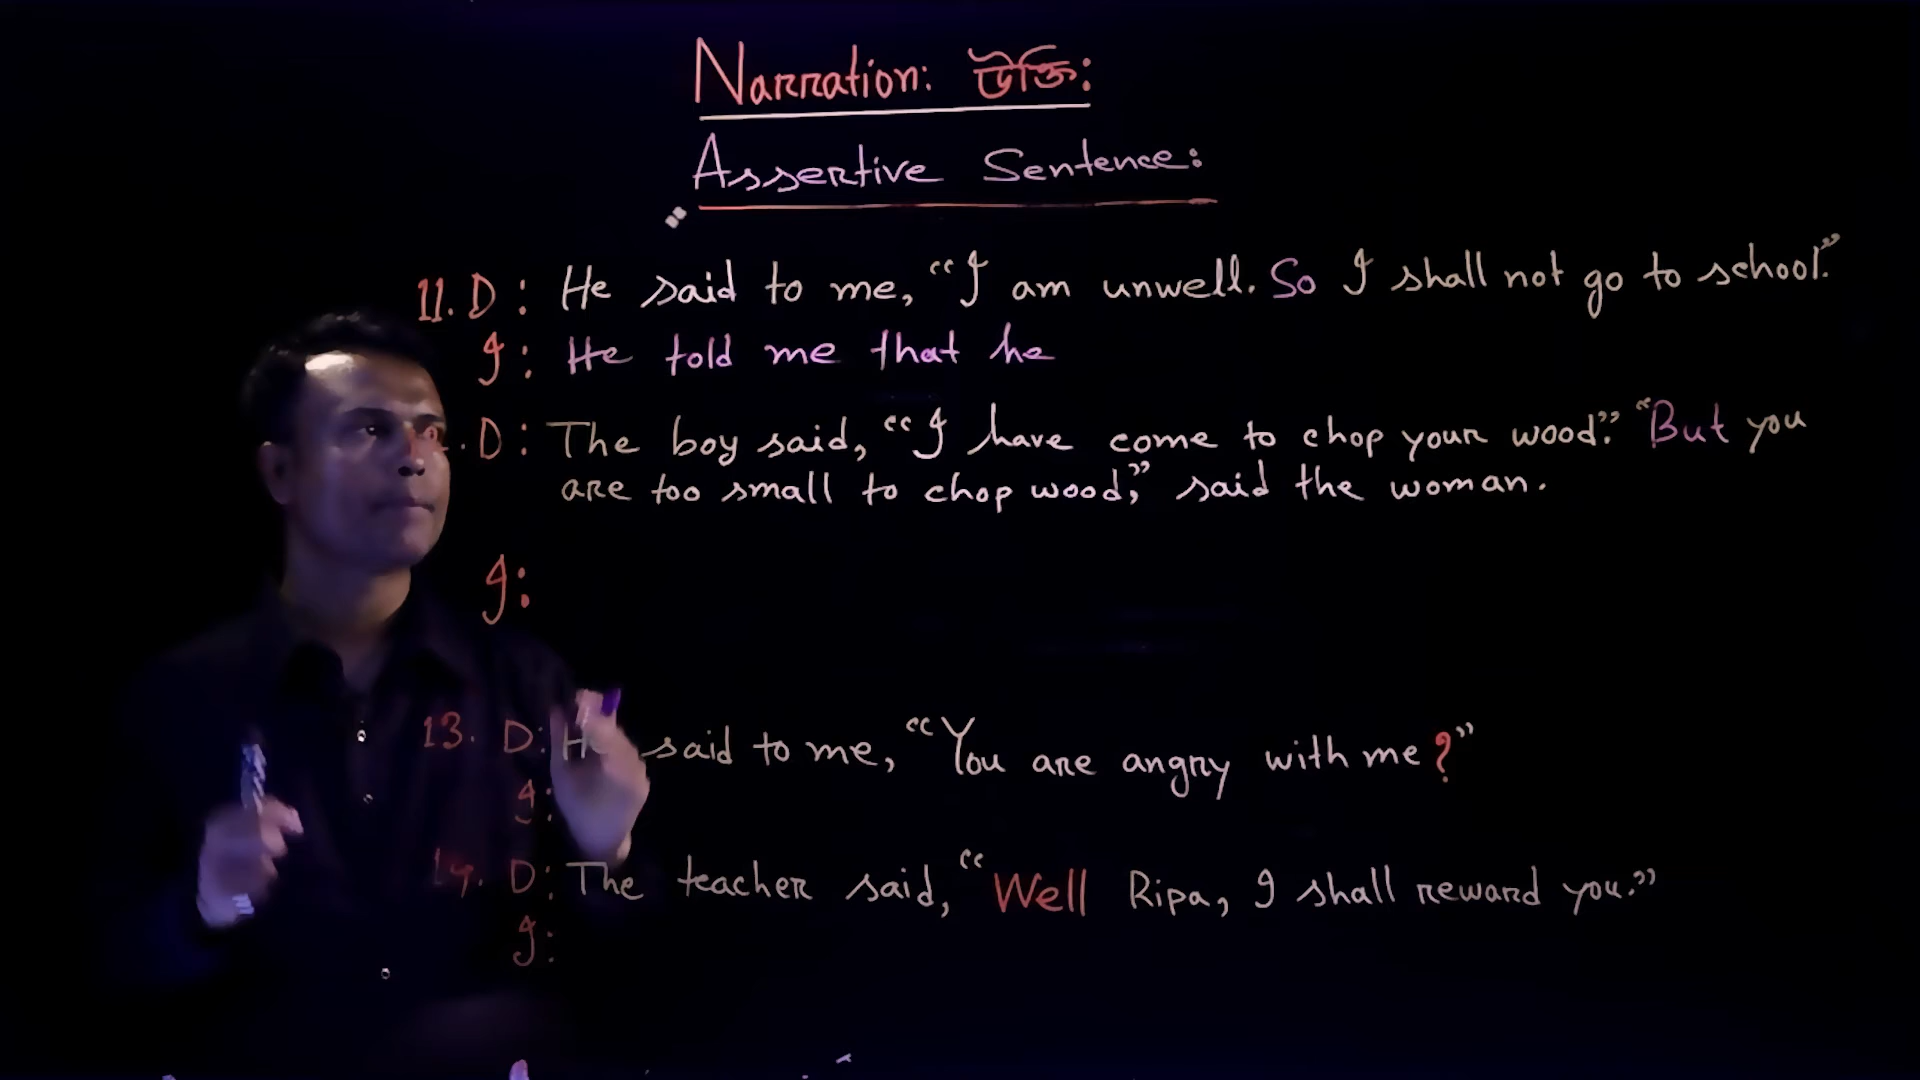 Narration: উক্তি:
Assertive Sentence:
11. D: He said to me, “I am unwell. So I shall not go to school.”
I: He told me that he
. D: The boy said, “I have come to chop your wood.” “But you
are too small to chop wood,” said the woman.
I:
13. D: He said to me, “You are angry with me?”
I:
14. D: The teacher said, “Well Ripa, I shall reward you.”
I: